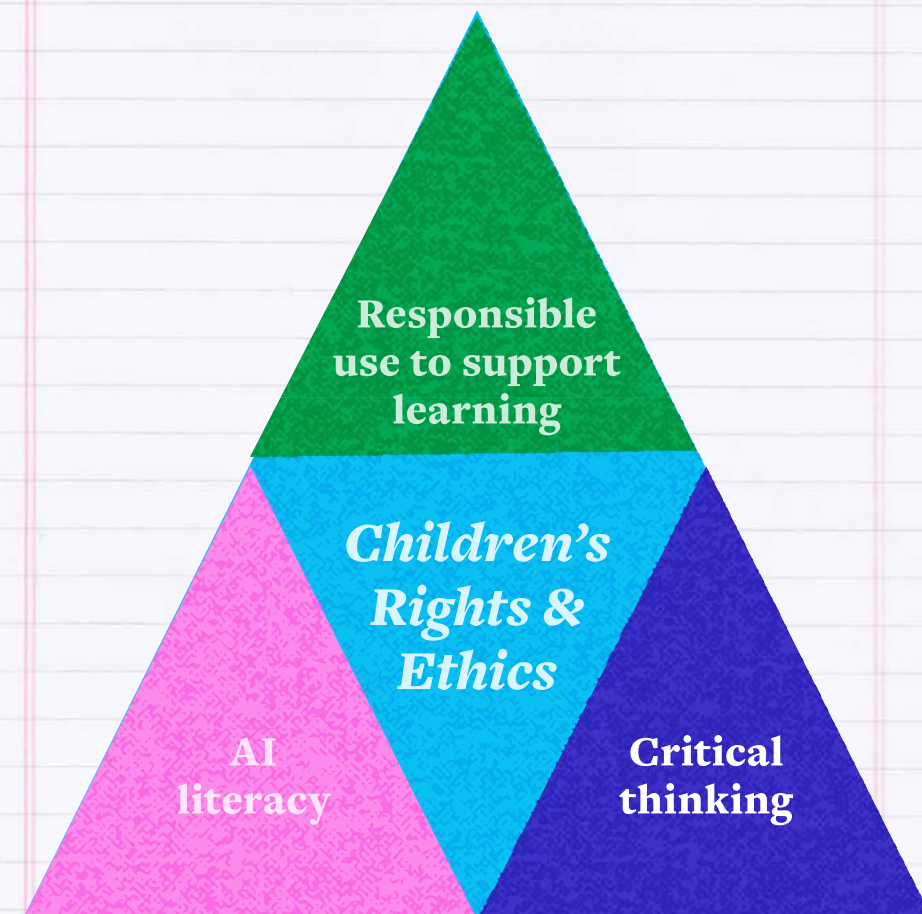 Responsible
use to support
learning
Children’s
Rights &
Ethics
AI
literacy
Critical
thinking